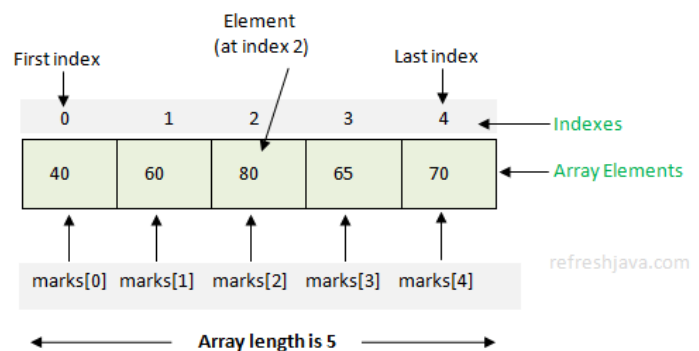 Element
(at index 2)
First index
Last index
0 1 2 3 4
Indexes
40 60 80 65 70
Array Elements
marks[0] marks[1] marks[2] marks[3] marks[4]
refreshjava.com
Array length is 5